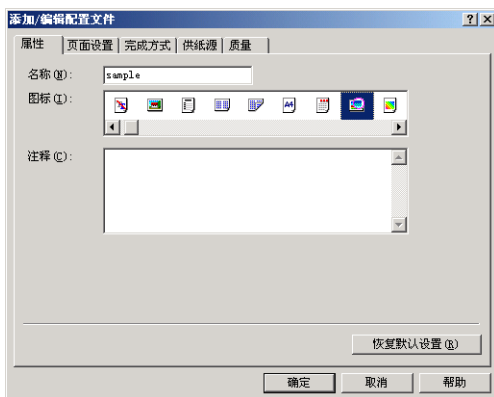 添加/编辑配置文件
属性 页面设置 完成方式 供纸源 质量
名称(N): sample
图标(I):
A4
注释(C):
恢复默认设置(R)
确定 取消 帮助